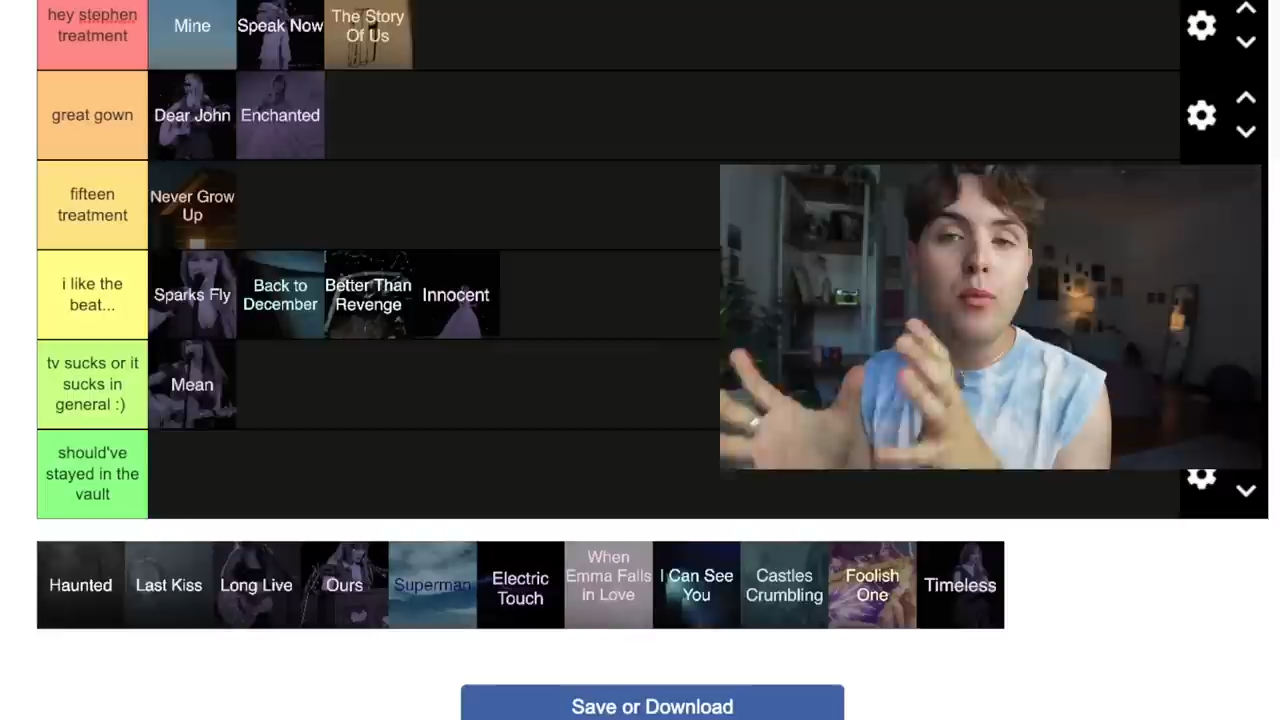 hey stephen
treatment
Mine
Speak Now
The Story
Of Us
great gown
Dear John
Enchanted
fifteen
treatment
Never Grow
Up
i like the
beat...
Sparks Fly
Back to
December
Better Than
Revenge
Innocent
tv sucks or it
sucks in
general :)
Mean
should've
stayed in the
vault
Haunted
Last Kiss
Long Live
Ours
Superman
Electric
Touch
When
Emma Falls
in Love
I Can See
You
Castles
Crumbling
Foolish
One
Timeless
Save or Download